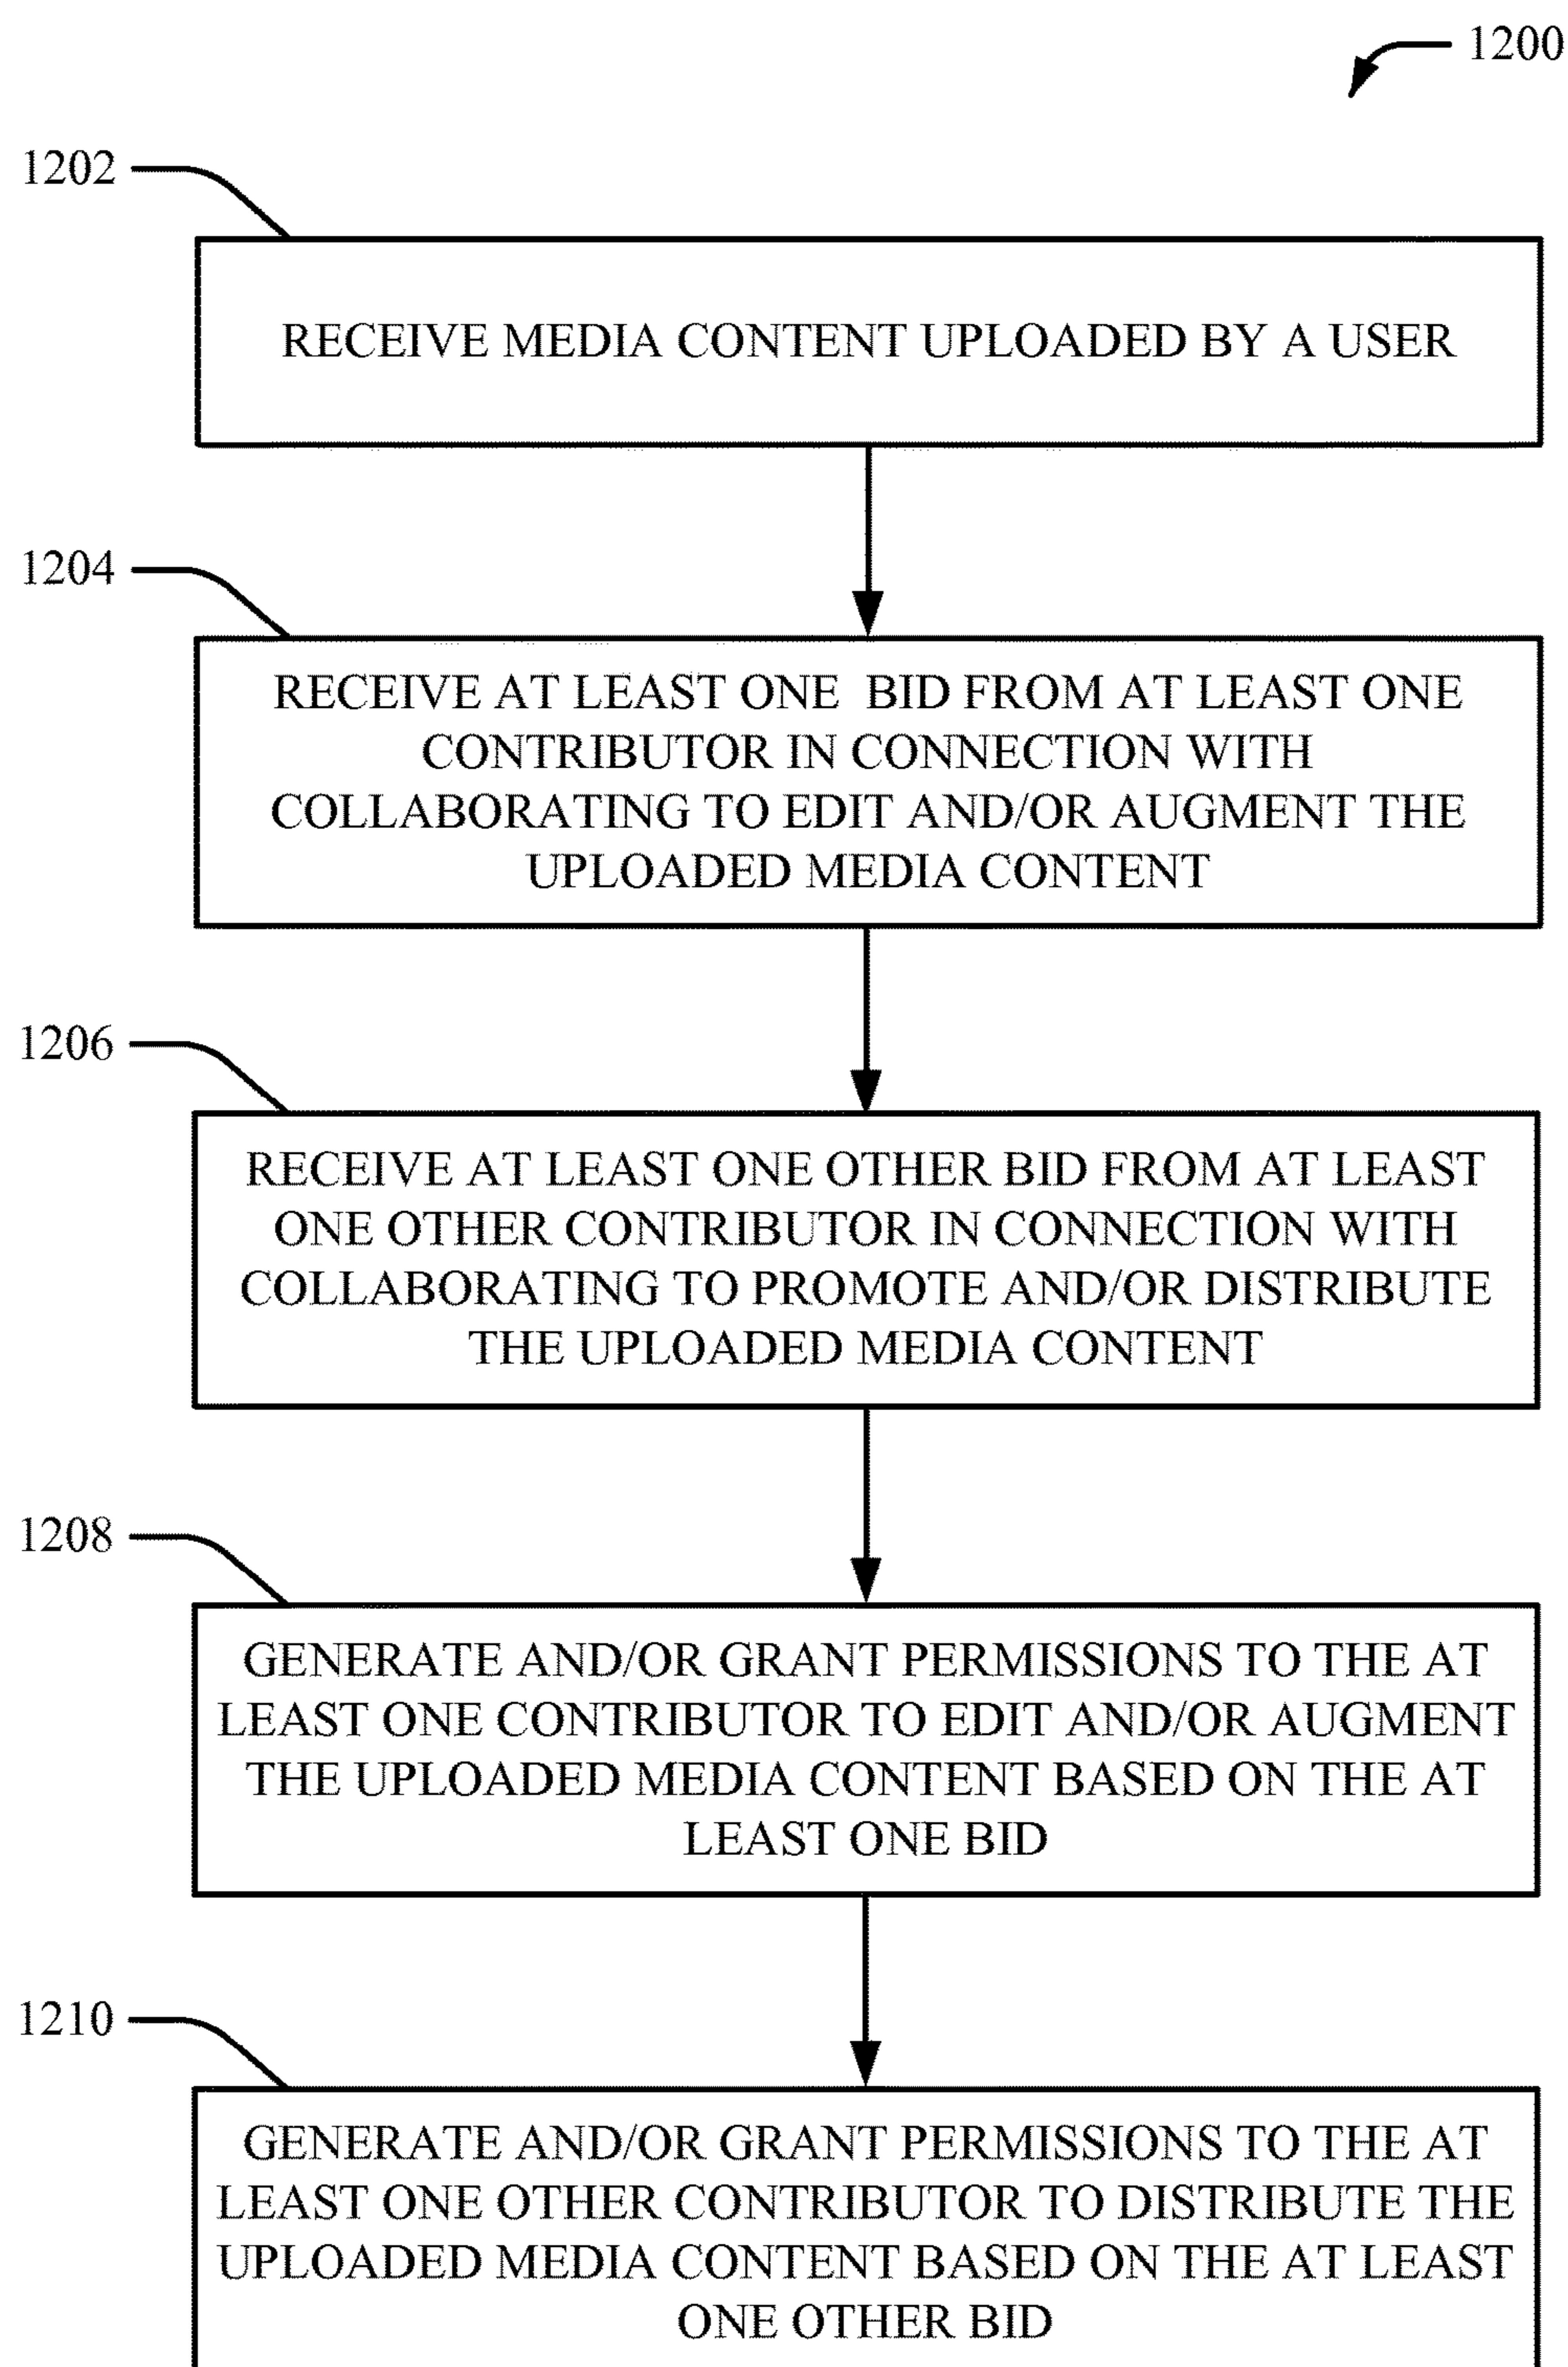 1200
1202
RECEIVE MEDIA CONTENT UPLOADED BY A USER
1204
RECEIVE AT LEAST ONE BID FROM AT LEAST ONE
CONTRIBUTOR IN CONNECTION WITH
COLLABORATING TO EDIT AND/OR AUGMENT THE
UPLOADED MEDIA CONTENT
1206
RECEIVE AT LEAST ONE OTHER BID FROM AT LEAST
ONE OTHER CONTRIBUTOR IN CONNECTION WITH
COLLABORATING TO PROMOTE AND/OR DISTRIBUTE
THE UPLOADED MEDIA CONTENT
1208
GENERATE AND/OR GRANT PERMISSIONS TO THE AT
LEAST ONE CONTRIBUTOR TO EDIT AND/OR AUGMENT
THE UPLOADED MEDIA CONTENT BASED ON THE AT
LEAST ONE BID
1210
GENERATE AND/OR GRANT PERMISSIONS TO THE AT
LEAST ONE OTHER CONTRIBUTOR TO DISTRIBUTE THE
UPLOADED MEDIA CONTENT BASED ON THE AT LEAST
ONE OTHER BID